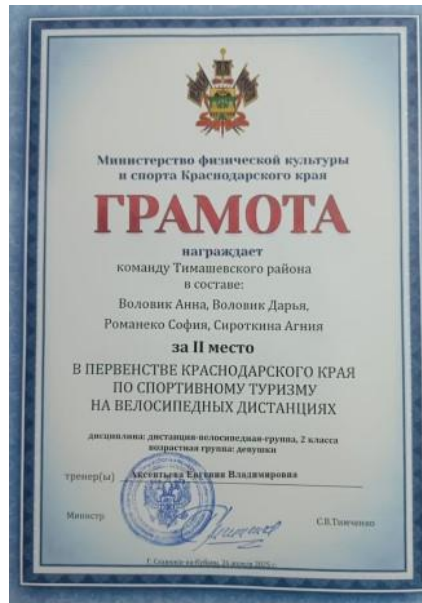 Министерство физической культуры
и спорта Краснодарского края
ГРАМОТА
награждает
команду Тимашевского района
в составе:
Воловик Анна, Воловик Дарья,
Романеко София, Сироткина Агния
за II место
В ПЕРВЕНСТВЕ КРАСНОДАРСКОГО КРАЯ
ПО СПОРТИВНОМУ ТУРИЗМУ
НА ВЕЛОСИПЕДНЫХ ДИСТАНЦИЯХ
дисциплина: дистанция-велосипедная-группа, 2 класса
возрастная группа: девушки
тренер(ы) Аксентьева Евгения Владимировна
Министр С.В.Тимченко